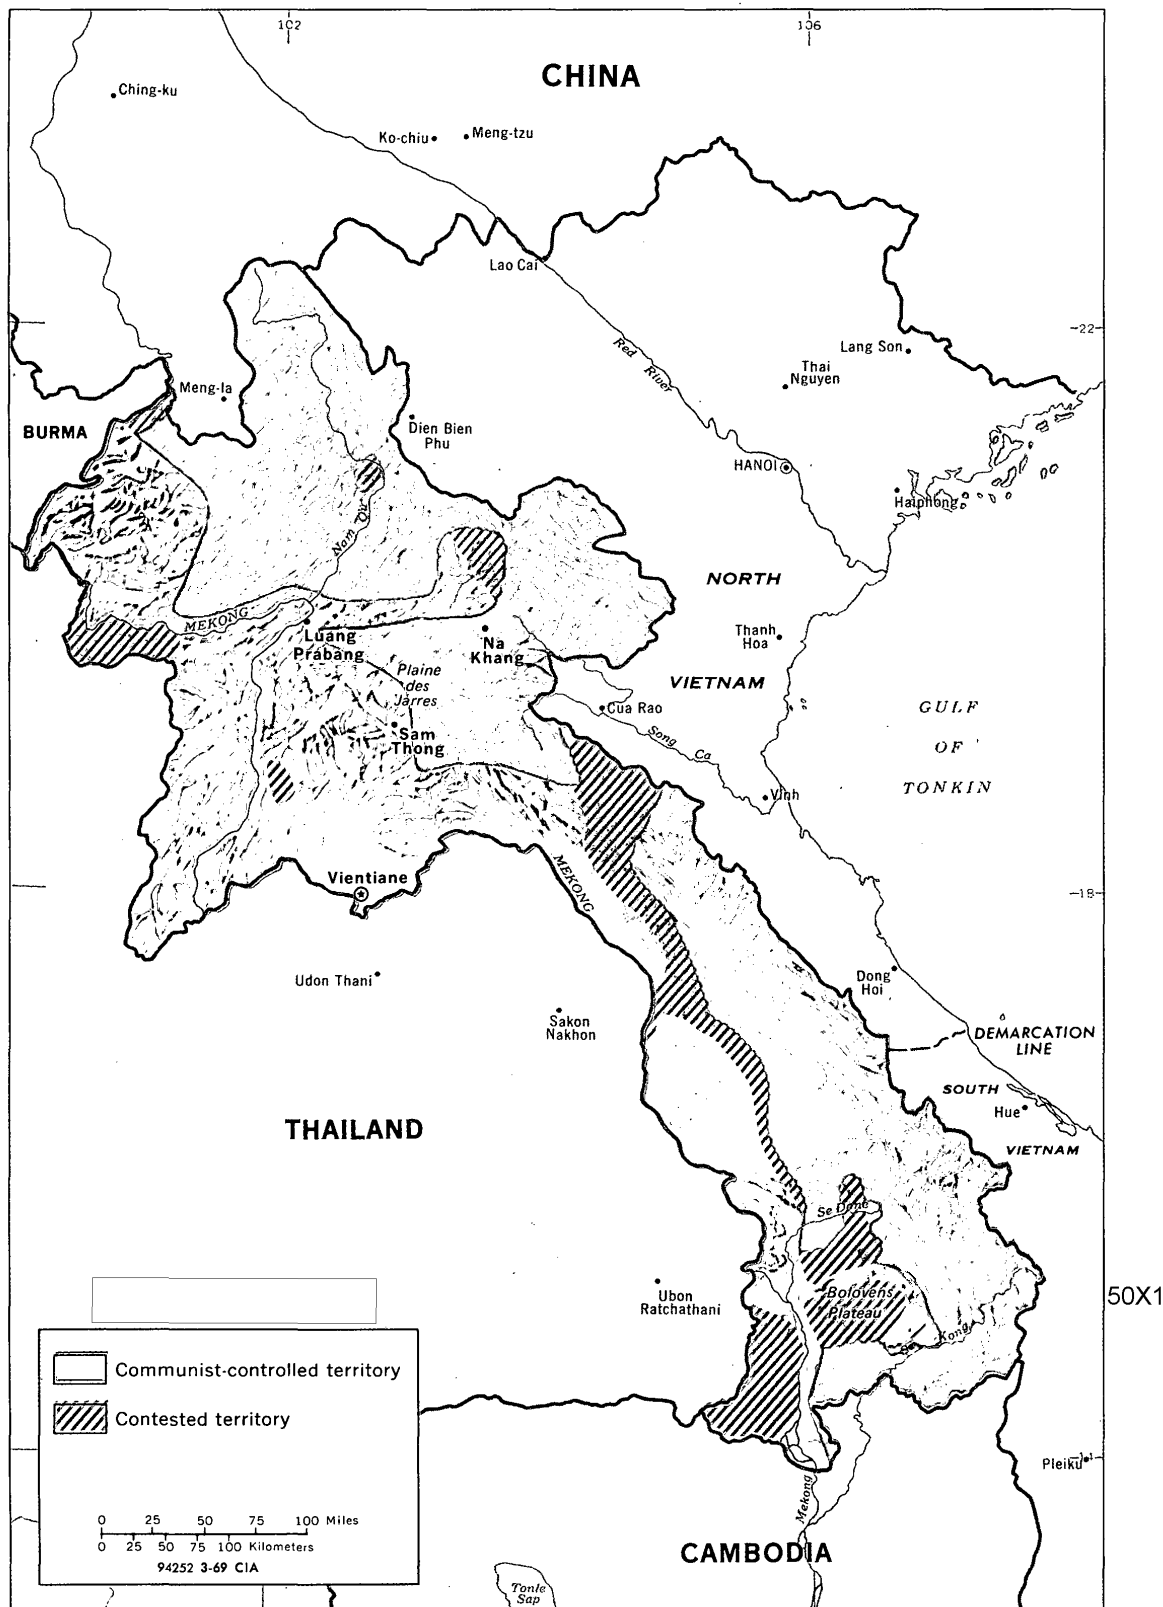 102
106
CHINA
Ching-ku
Ko-chiu
Meng-tzu
Lao Cai
Red
River
22
Lang Son
Thai
Nguyen
Meng-la
BURMA
Dien Bien
Phu
HANOI
Haiphong
Nam Ou
NORTH
VIETNAM
MEKONG
Luang
Prabang
Na
Khang
Thanh
Hoa
Plaine
des
Jarres
Cua Rao
GULF
OF
TONKIN
Sam
Thong
Song Ca
Vinh
Vientiane
MEKONG
Udon Thani
Sakon
Nakhon
Dong
Hoi
DEMARCATION
LINE
SOUTH
VIETNAM
Hue
THAILAND
Se Done
Ubon
Ratchathani
Bolovens
Plateau
Kong
50X1
Communist-controlled territory
Contested territory
Pleiku
0 25 50 75 100 Miles
0 25 50 75 100 Kilometers
94252 3-69 CIA
Mekong
CAMBODIA
Tonle
Sap